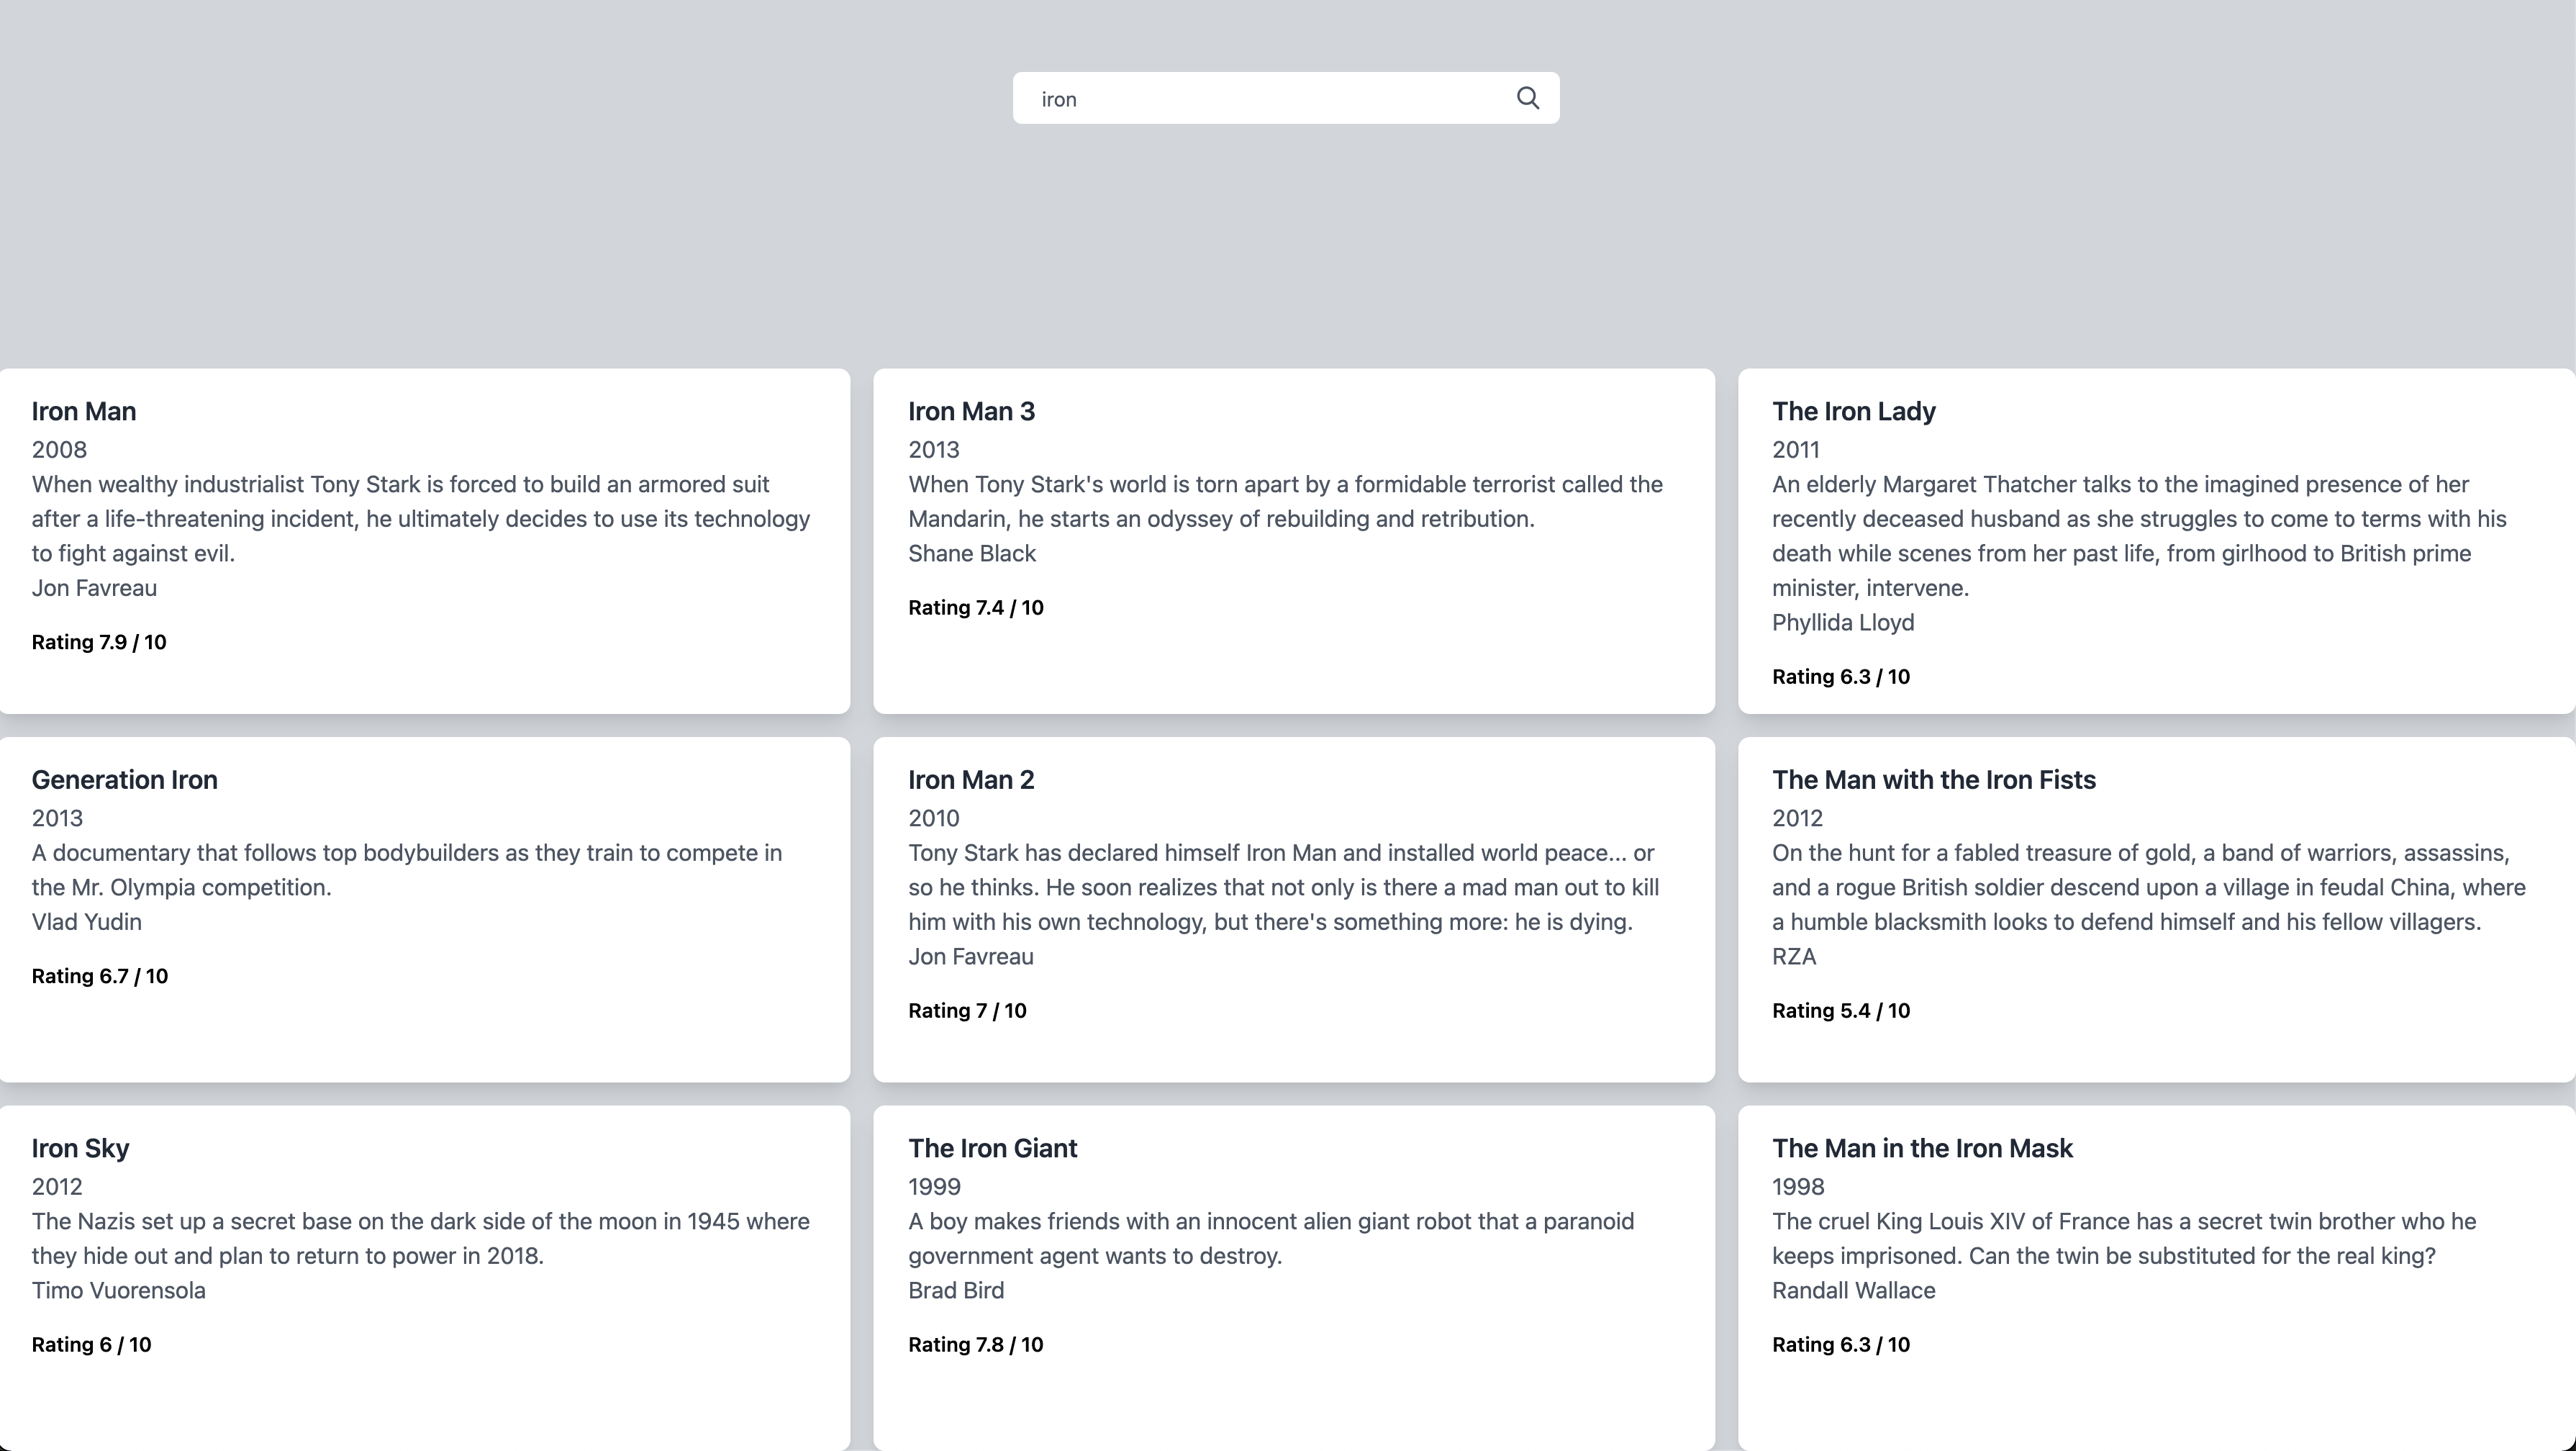 iron
Iron Man
2008
When wealthy industrialist Tony Stark is forced to build an armored suit
after a life-threatening incident, he ultimately decides to use its technology
to fight against evil.
Jon Favreau
Rating 7.9 / 10
Iron Man 3
2013
When Tony Stark's world is torn apart by a formidable terrorist called the
Mandarin, he starts an odyssey of rebuilding and retribution.
Shane Black
Rating 7.4 / 10
The Iron Lady
2011
An elderly Margaret Thatcher talks to the imagined presence of her
recently deceased husband as she struggles to come to terms with his
death while scenes from her past life, from girlhood to British prime
minister, intervene.
Phyllida Lloyd
Rating 6.3 / 10
Generation Iron
2013
A documentary that follows top bodybuilders as they train to compete in
the Mr. Olympia competition.
Vlad Yudin
Rating 6.7 / 10
Iron Man 2
2010
Tony Stark has declared himself Iron Man and installed world peace... or
so he thinks. He soon realizes that not only is there a mad man out to kill
him with his own technology, but there's something more: he is dying.
Jon Favreau
Rating 7 / 10
The Man with the Iron Fists
2012
On the hunt for a fabled treasure of gold, a band of warriors, assassins,
and a rogue British soldier descend upon a village in feudal China, where
a humble blacksmith looks to defend himself and his fellow villagers.
RZA
Rating 5.4 / 10
Iron Sky
2012
The Nazis set up a secret base on the dark side of the moon in 1945 where
they hide out and plan to return to power in 2018.
Timo Vuorensola
Rating 6 / 10
The Iron Giant
1999
A boy makes friends with an innocent alien giant robot that a paranoid
government agent wants to destroy.
Brad Bird
Rating 7.8 / 10
The Man in the Iron Mask
1998
The cruel King Louis XIV of France has a secret twin brother who he
keeps imprisoned. Can the twin be substituted for the real king?
Randall Wallace
Rating 6.3 / 10